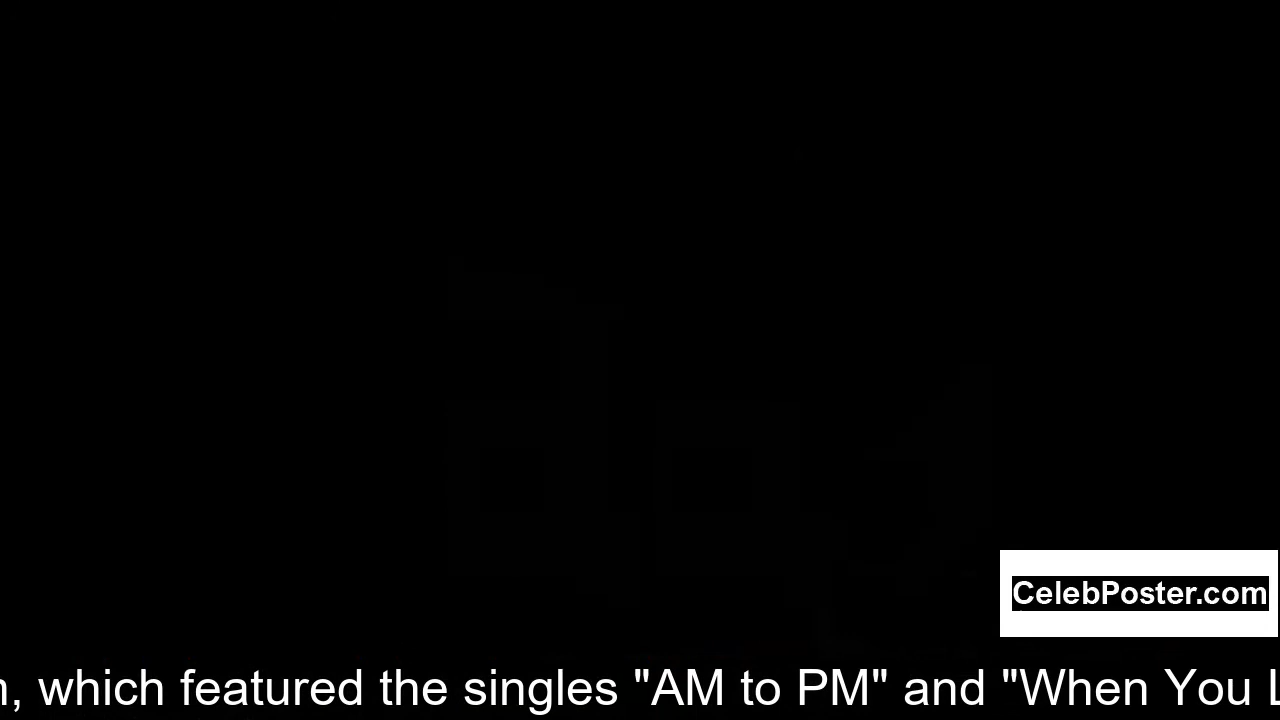 CelebPoster.com
, which featured the singles "AM to PM" and "When You